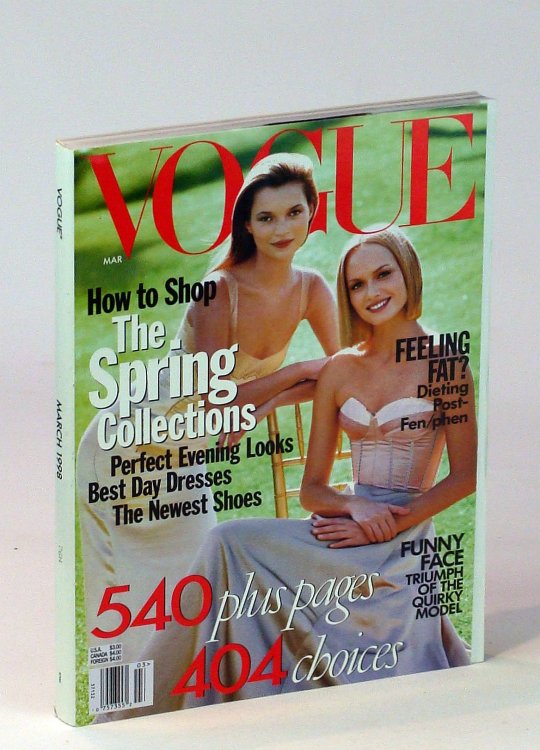 VOGUE
MAR
How to Shop
The
Spring
Collections
Perfect Evening Looks
Best Day Dresses
The Newest Shoes
FEELING
FAT?
Dieting
Post-
Fen/phen
FUNNY
FACE
TRIUMPH
OF THE
QUIRKY
MODEL
540 plus pages
404 choices
U.S.A. $3.00
CANADA $4.00
FOREIGN $4.00
03>
VOGUE
MARCH 1998